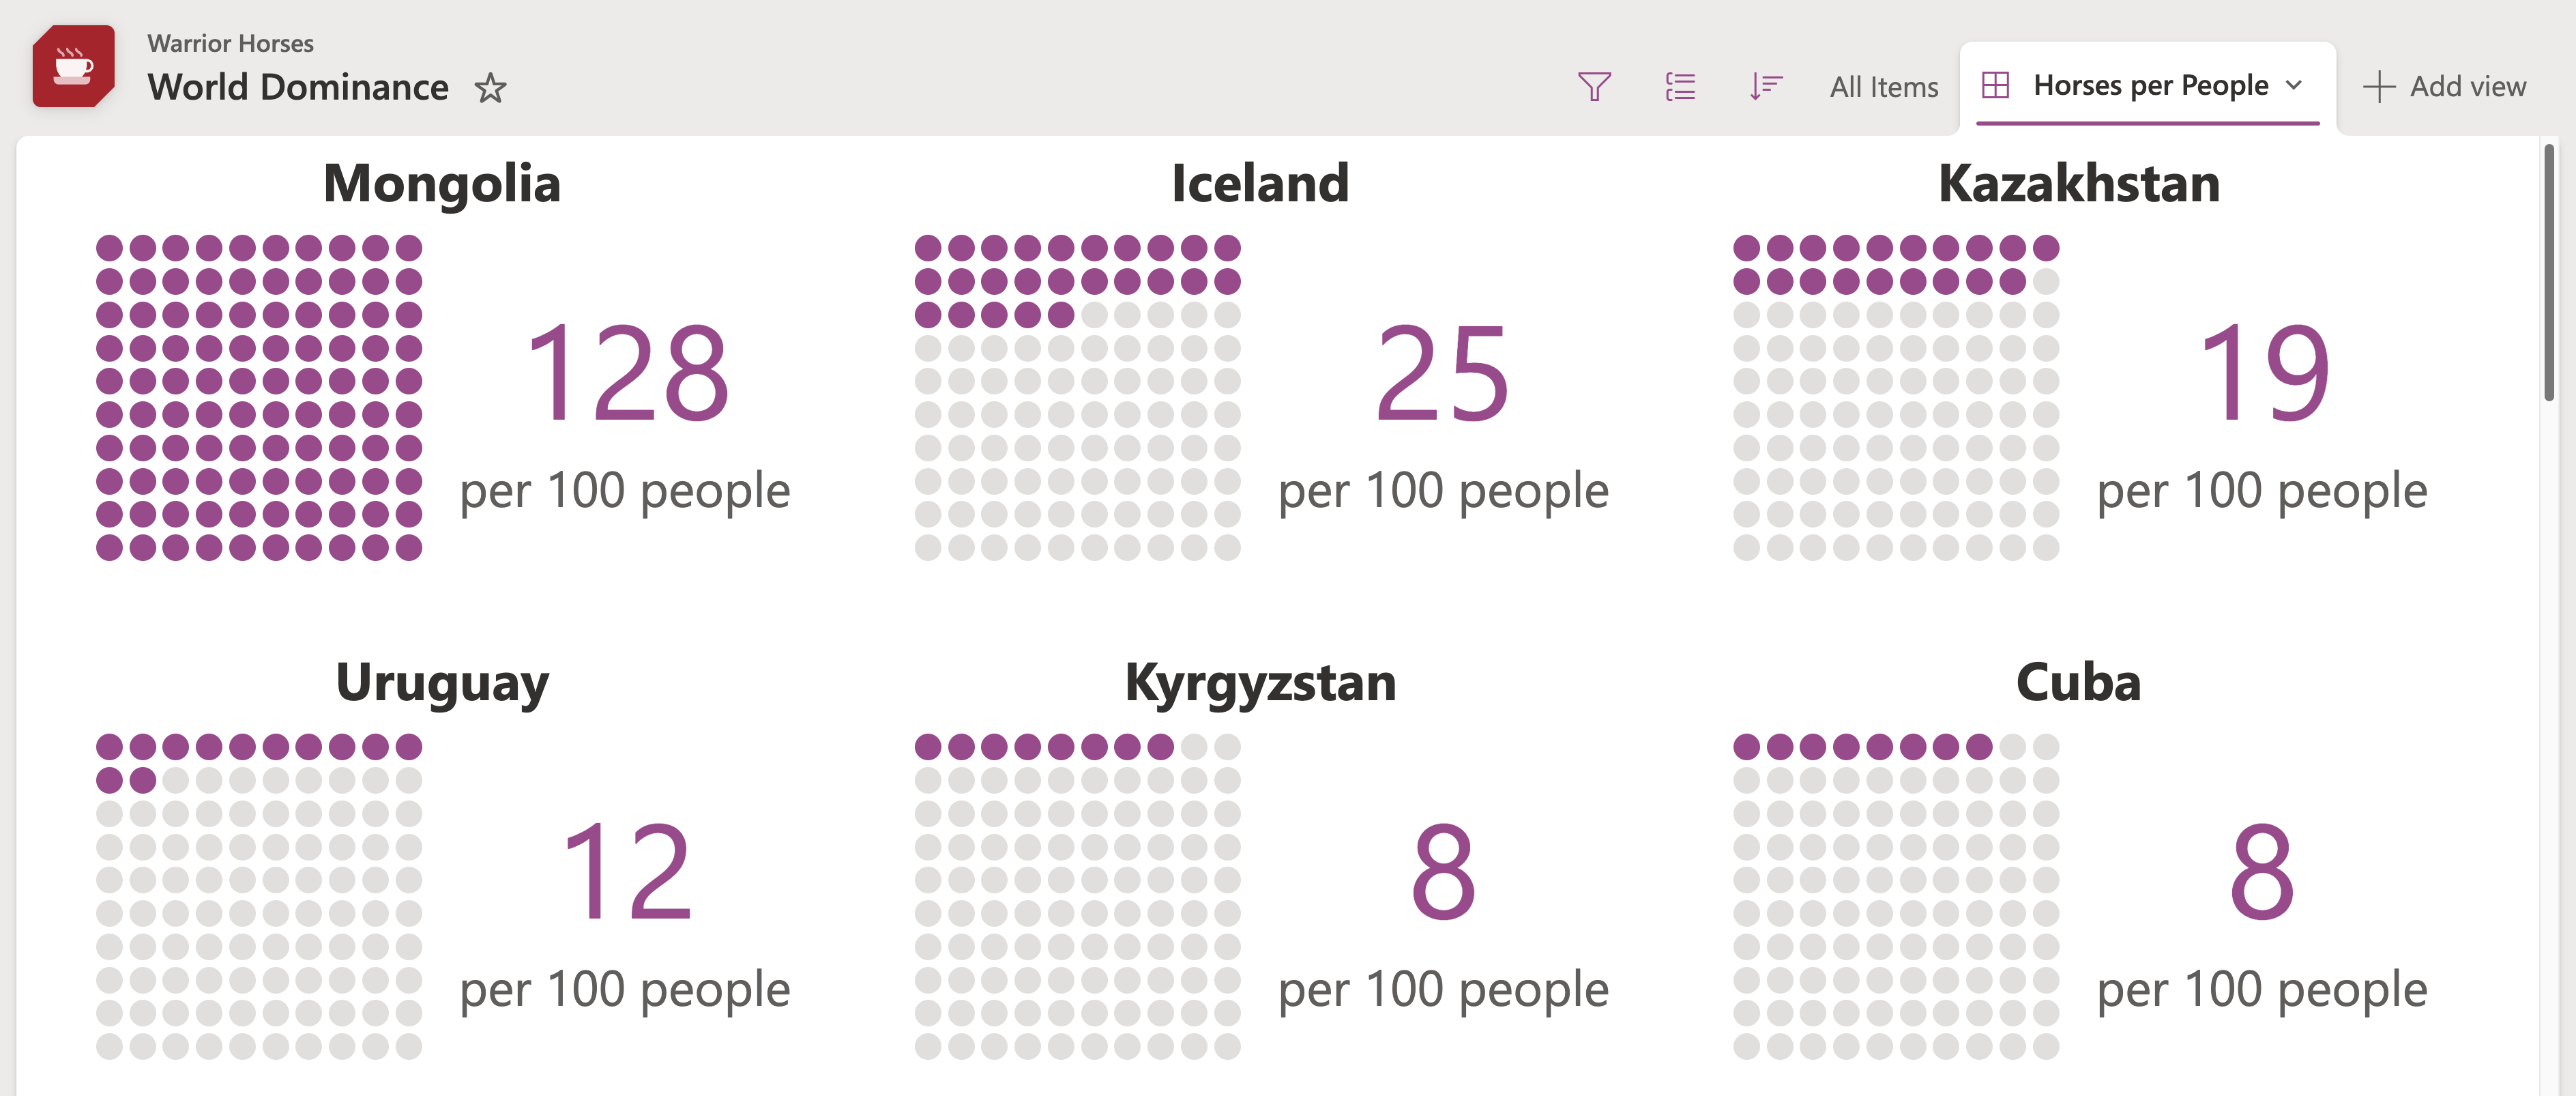 Warrior Horses
World Dominance
All Items
Horses per People
Add view
Mongolia
128
per 100 people
Iceland
25
per 100 people
Kazakhstan
19
per 100 people
Uruguay
12
per 100 people
Kyrgyzstan
8
per 100 people
Cuba
8
per 100 people